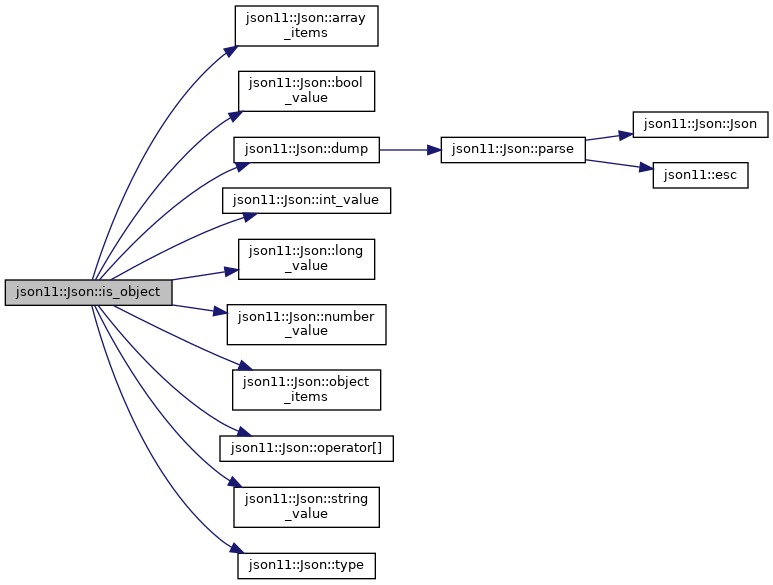 json11::Json::array
_items
json11::Json::bool
_value
json11::Json::dump
json11::Json::parse
json11::Json::Json
json11::esc
json11::Json::int_value
json11::Json::long
_value
json11::Json::is_object
json11::Json::number
_value
json11::Json::object
_items
json11::Json::operator[]
json11::Json::string
_value
json11::Json::type